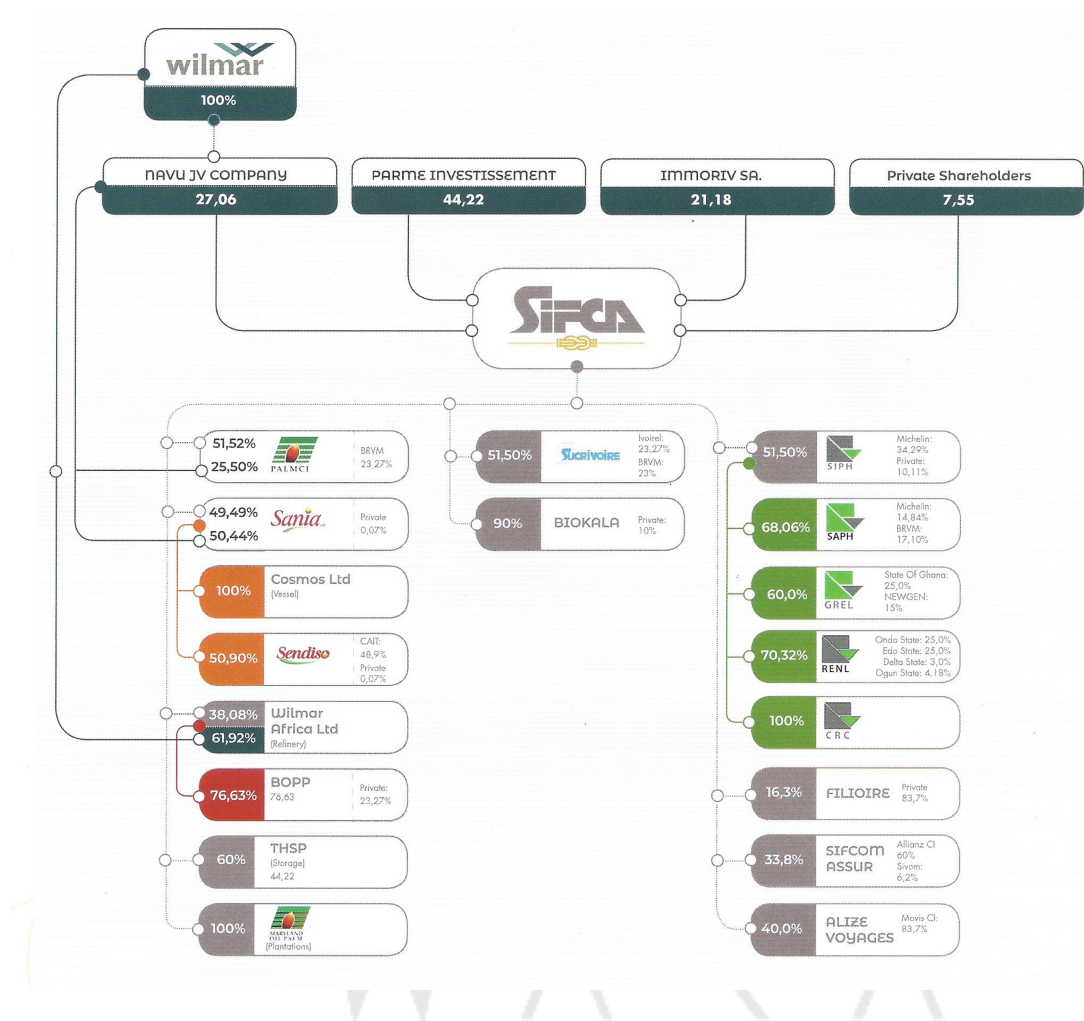 wilmar
100%
NAVU JV COMPANY
27,06
PARME INVESTISSEMENT
44,22
IMMORIV SA.
21,18
Private Shareholders
7,55
SIFCA
51,52%
25,50%
PALMCI
BRVM
23,27%
49,49%
50,44%
Sania
Private
0,07%
100%
Cosmos Ltd
(Vessel)
50,90%
Sendiso
CAIT:
48,9%
Private
0,07%
38,08%
61,92%
Wilmar
Africa Ltd
(Refinery)
76,63%
BOPP
76,63
Private:
23,27%
60%
THSP
(Storage)
44,22
100%
MARYLAND
OIL PALM
(Plantations)
51,50%
SUCRIVOIRE
Ivoirel:
23,27%
BRVM:
23%
90%
BIOKALA
Private:
10%
51,50%
SIPH
Michelin:
34,29%
Private:
10,11%
68,06%
SAPH
Michelin:
14,84%
BRVM:
17,10%
60,0%
GREL
State Of Ghana:
25,0%
NEWGEN:
15%
70,32%
RENL
Ondo State: 25,0%
Edo State: 25,0%
Delta State: 3,0%
Ogun State: 4,18%
100%
CRC
16,3%
FILIOIRE
Private
83,7%
33,8%
SIFCOM
ASSUR
Allianz CI
60%
Sivom:
6,2%
40,0%
ALIZE
VOYAGES
Mavis CI:
83,7%